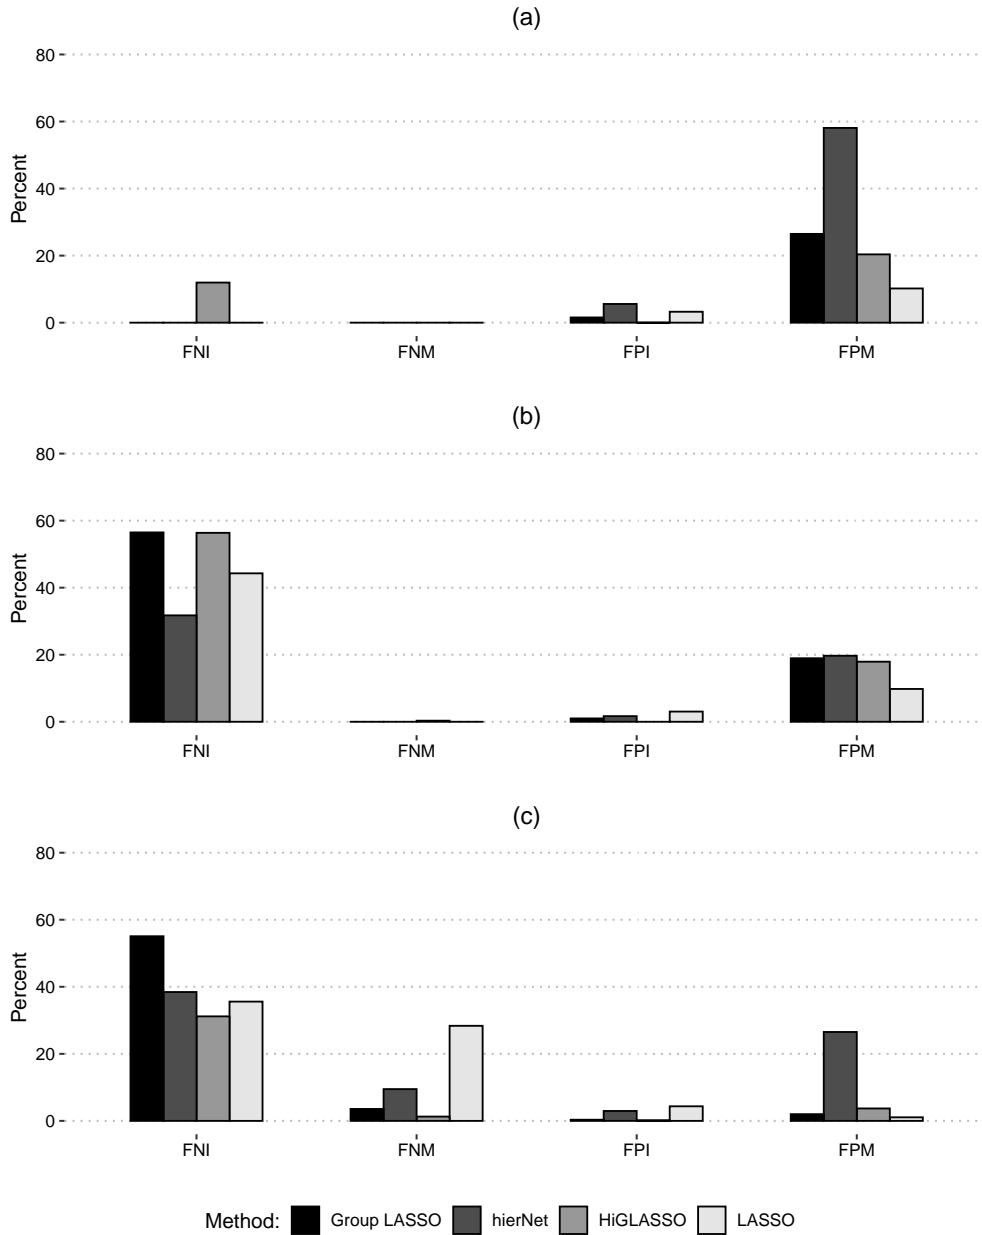 (a)
80
60
40
20
0
Percent
FNI FNM FPI FPM
(b)
80
60
40
20
0
Percent
FNI FNM FPI FPM
(c)
80
60
40
20
0
Percent
FNI FNM FPI FPM
Method: Group LASSO hierNet HiGLASSO LASSO